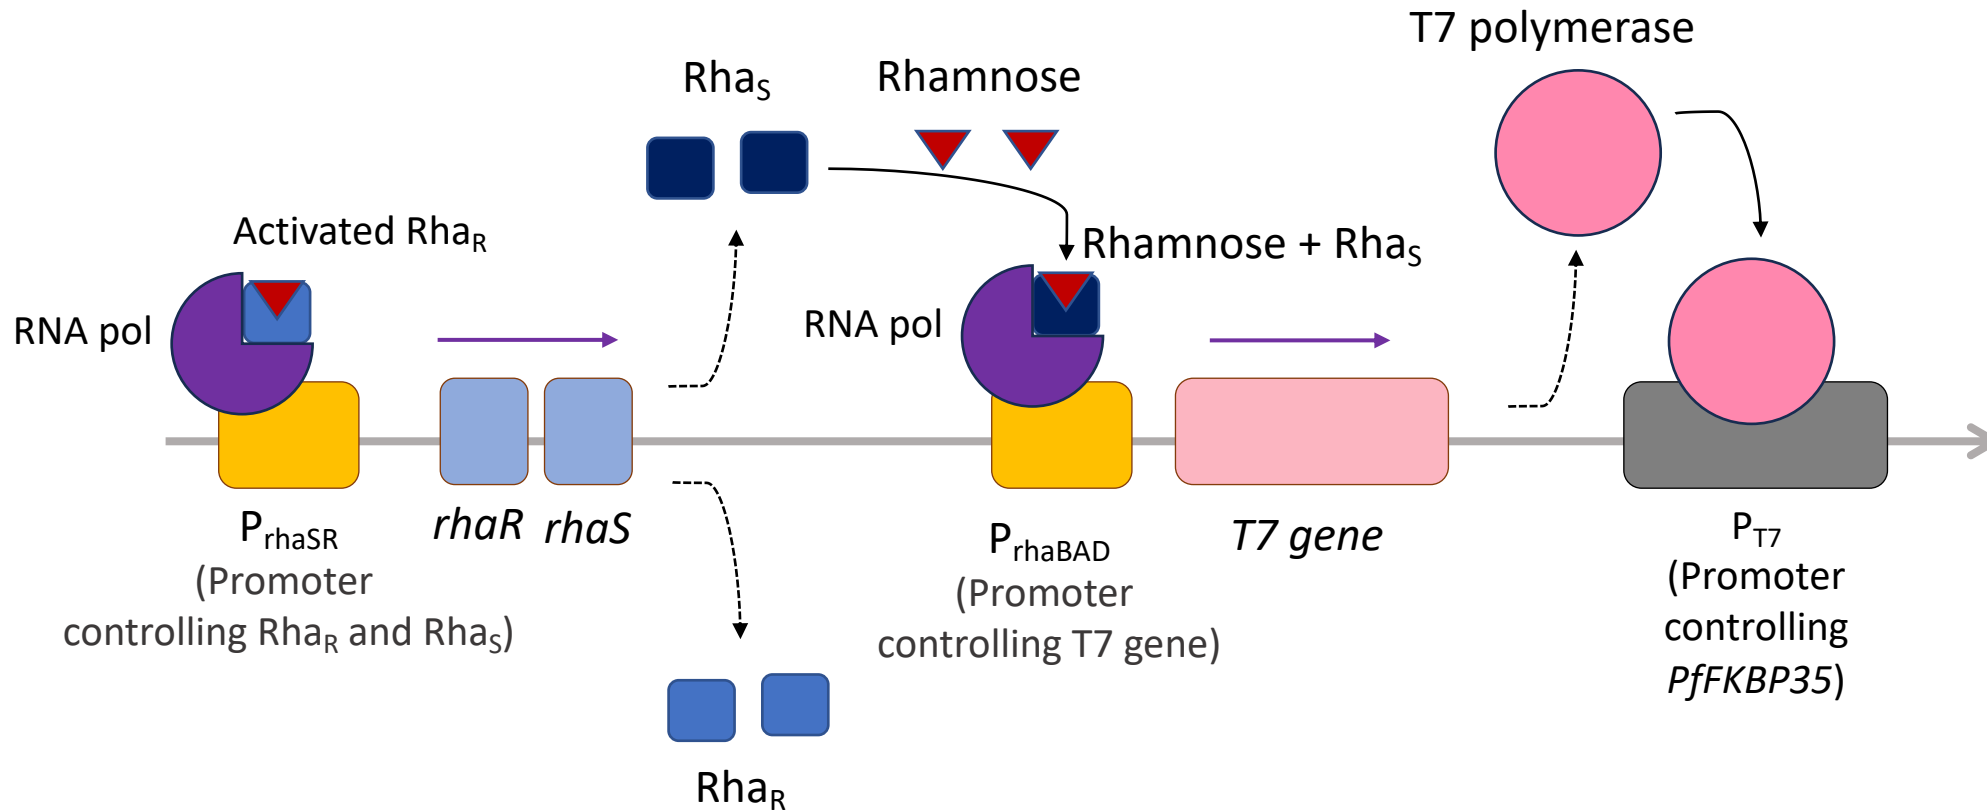 T7 polymerase
RhaS
Rhamnose
Activated RhaR
Rhamnose + RhaS
RNA pol
RNA pol
rhaR
rhaS
PrhaSR
(Promoter
controlling RhaR and RhaS)
PrhaBAD
(Promoter
controlling T7 gene)
T7 gene
PT7
(Promoter
controlling
PfFKBP35)
RhaR